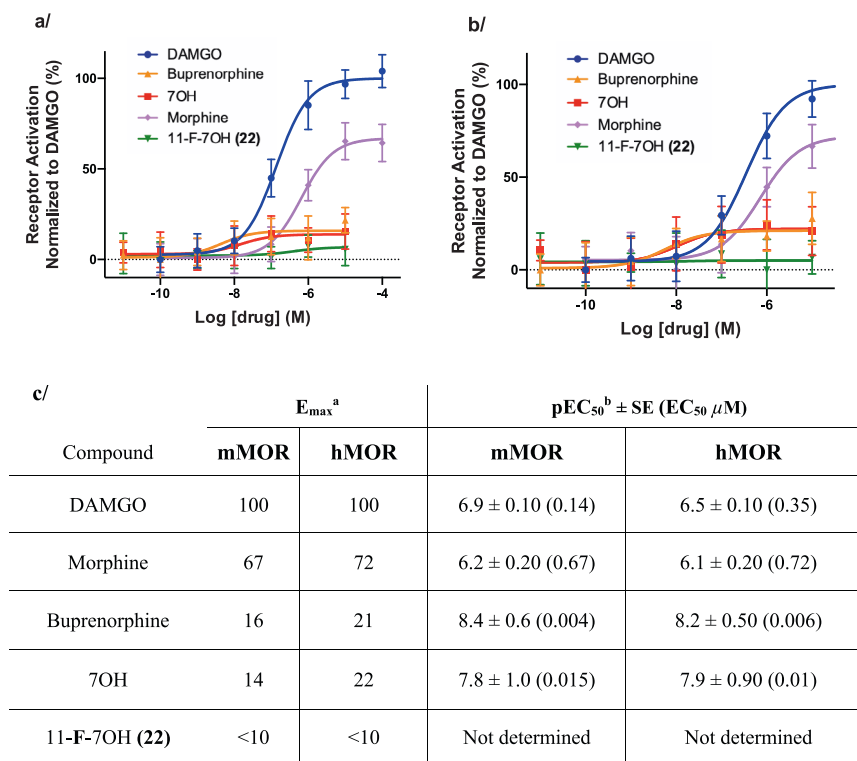 a/
DAMGO
Buprenorphine
7OH
Morphine
11-F-7OH (22)
Receptor Activation
Normalized to DAMGO (%)
100
50
0
-10
-8
-6
-4
Log [drug] (M)
b/
DAMGO
Buprenorphine
7OH
Morphine
11-F-7OH (22)
Receptor Activation
Normalized to DAMGO (%)
100
50
0
-10
-8
-6
Log [drug] (M)
c/
Emaxᵃ pEC₅₀ᵇ ± SE (EC₅₀ μM)
Compound mMOR hMOR mMOR hMOR
DAMGO 100 100 6.9 ± 0.10 (0.14) 6.5 ± 0.10 (0.35)
Morphine 67 72 6.2 ± 0.20 (0.67) 6.1 ± 0.20 (0.72)
Buprenorphine 16 21 8.4 ± 0.6 (0.004) 8.2 ± 0.50 (0.006)
7OH 14 22 7.8 ± 1.0 (0.015) 7.9 ± 0.90 (0.01)
11-F-7OH (22) <10 <10 Not determined Not determined